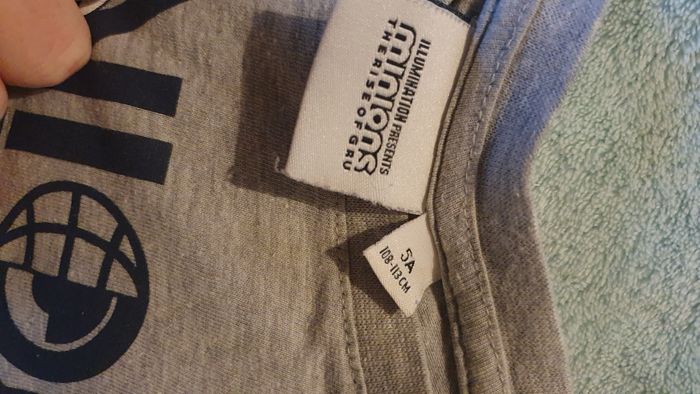 ILLUMINATION PRESENTS
MINIONS
THE RISE OF GRU
5A
108-113CM